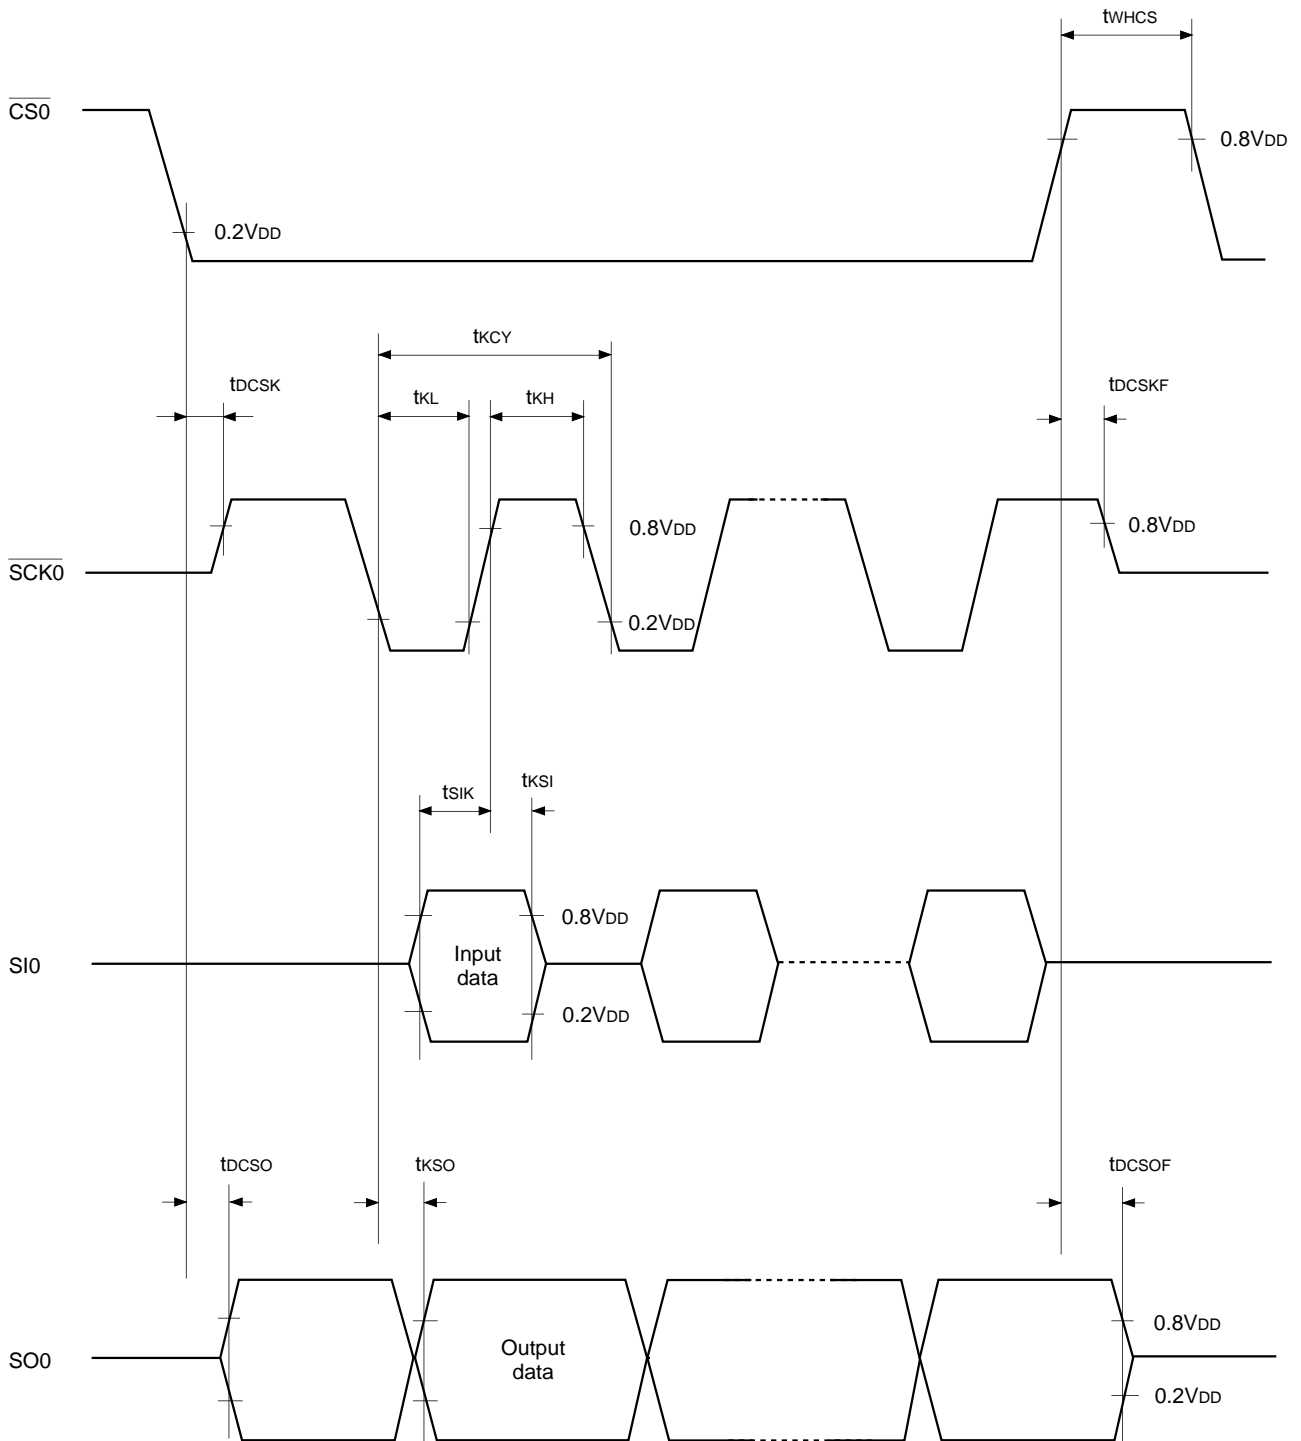 tWHCS
CS0
0.8VDD
0.2VDD
tKCY
tDCSK
tKL
tKH
tDCSKF
0.8VDD
0.8VDD
SCK0
0.2VDD
tSIK
tKSI
0.8VDD
Input
data
SI0
0.2VDD
tDCSO
tKSO
tDCSOF
0.8VDD
Output
data
SO0
0.2VDD